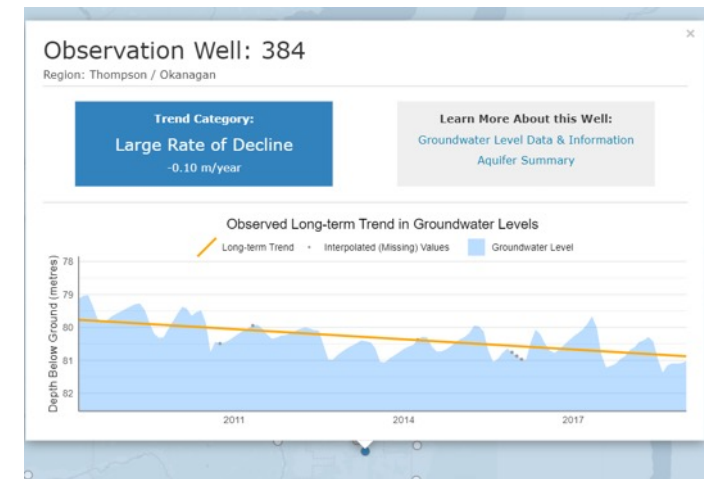 ×
Observation Well: 384
Region: Thompson / Okanagan
Trend Category:
Large Rate of Decline
-0.10 m/year
Learn More About this Well:
Groundwater Level Data & Information
Aquifer Summary
Observed Long-term Trend in Groundwater Levels
Long-term Trend
Interpolated (Missing) Values
Groundwater Level
Depth Below Ground (metres)
78
79
80
81
82
2011
2014
2017